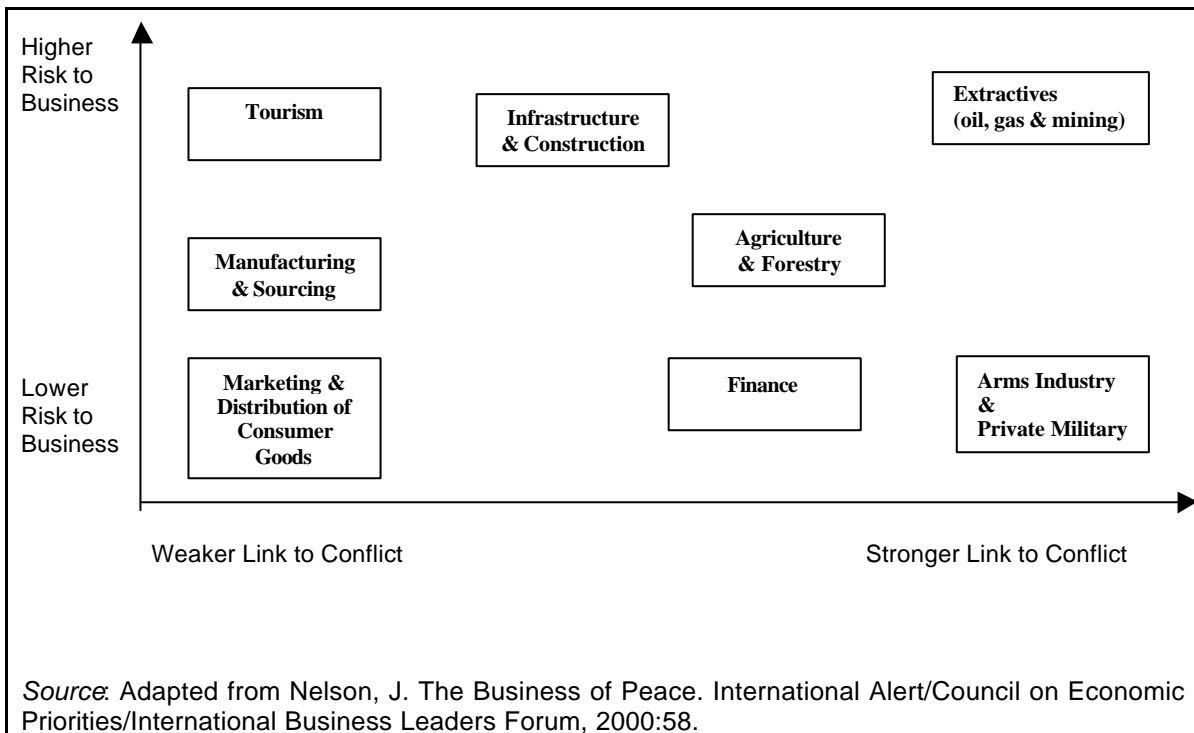 Higher
Risk to
Business
Tourism
Infrastructure
& Construction
Extractives
(oil, gas & mining)
Manufacturing
& Sourcing
Agriculture
& Forestry
Lower
Risk to
Business
Marketing &
Distribution of
Consumer
Goods
Finance
Arms Industry
&
Private Military
Weaker Link to Conflict
Stronger Link to Conflict
Source: Adapted from Nelson, J. The Business of Peace. International Alert/Council on Economic
Priorities/International Business Leaders Forum, 2000:58.